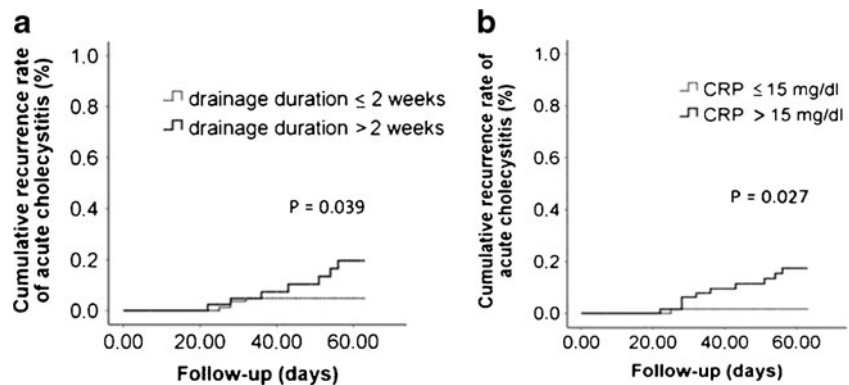 a
Cumulative recurrence rate
of acute cholecystitis (%)
1.0
0.8
0.6
0.4
0.2
0.0
drainage duration ≤ 2 weeks
drainage duration > 2 weeks
P = 0.039
0.00 20.00 40.00 60.00
Follow-up (days)
b
Cumulative recurrence rate of
acute cholecystitis (%)
1.0
0.8
0.6
0.4
0.2
0.0
CRP ≤ 15 mg/dl
CRP > 15 mg/dl
P = 0.027
0.00 20.00 40.00 60.00
Follow-up (days)